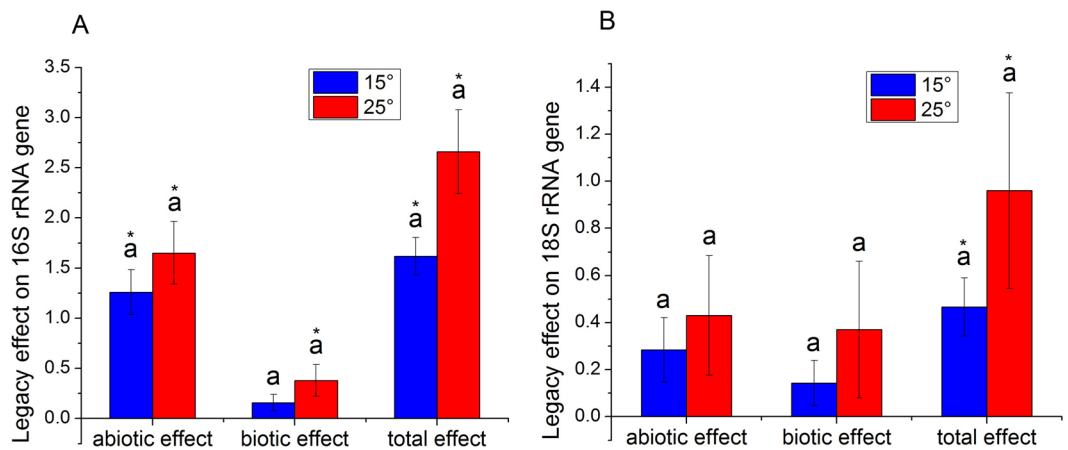 A
Legacy effect on 16S rRNA gene
3.5
3.0
2.5
2.0
1.5
1.0
0.5
0.0
15°
25°
*
a
*
a
a
*
a
*
a
*
a
abiotic effect
biotic effect
total effect
B
Legacy effect on 18S rRNA gene
1.4
1.2
1.0
0.8
0.6
0.4
0.2
0.0
15°
25°
a
a
a
a
*
a
*
a
abiotic effect
biotic effect
total effect